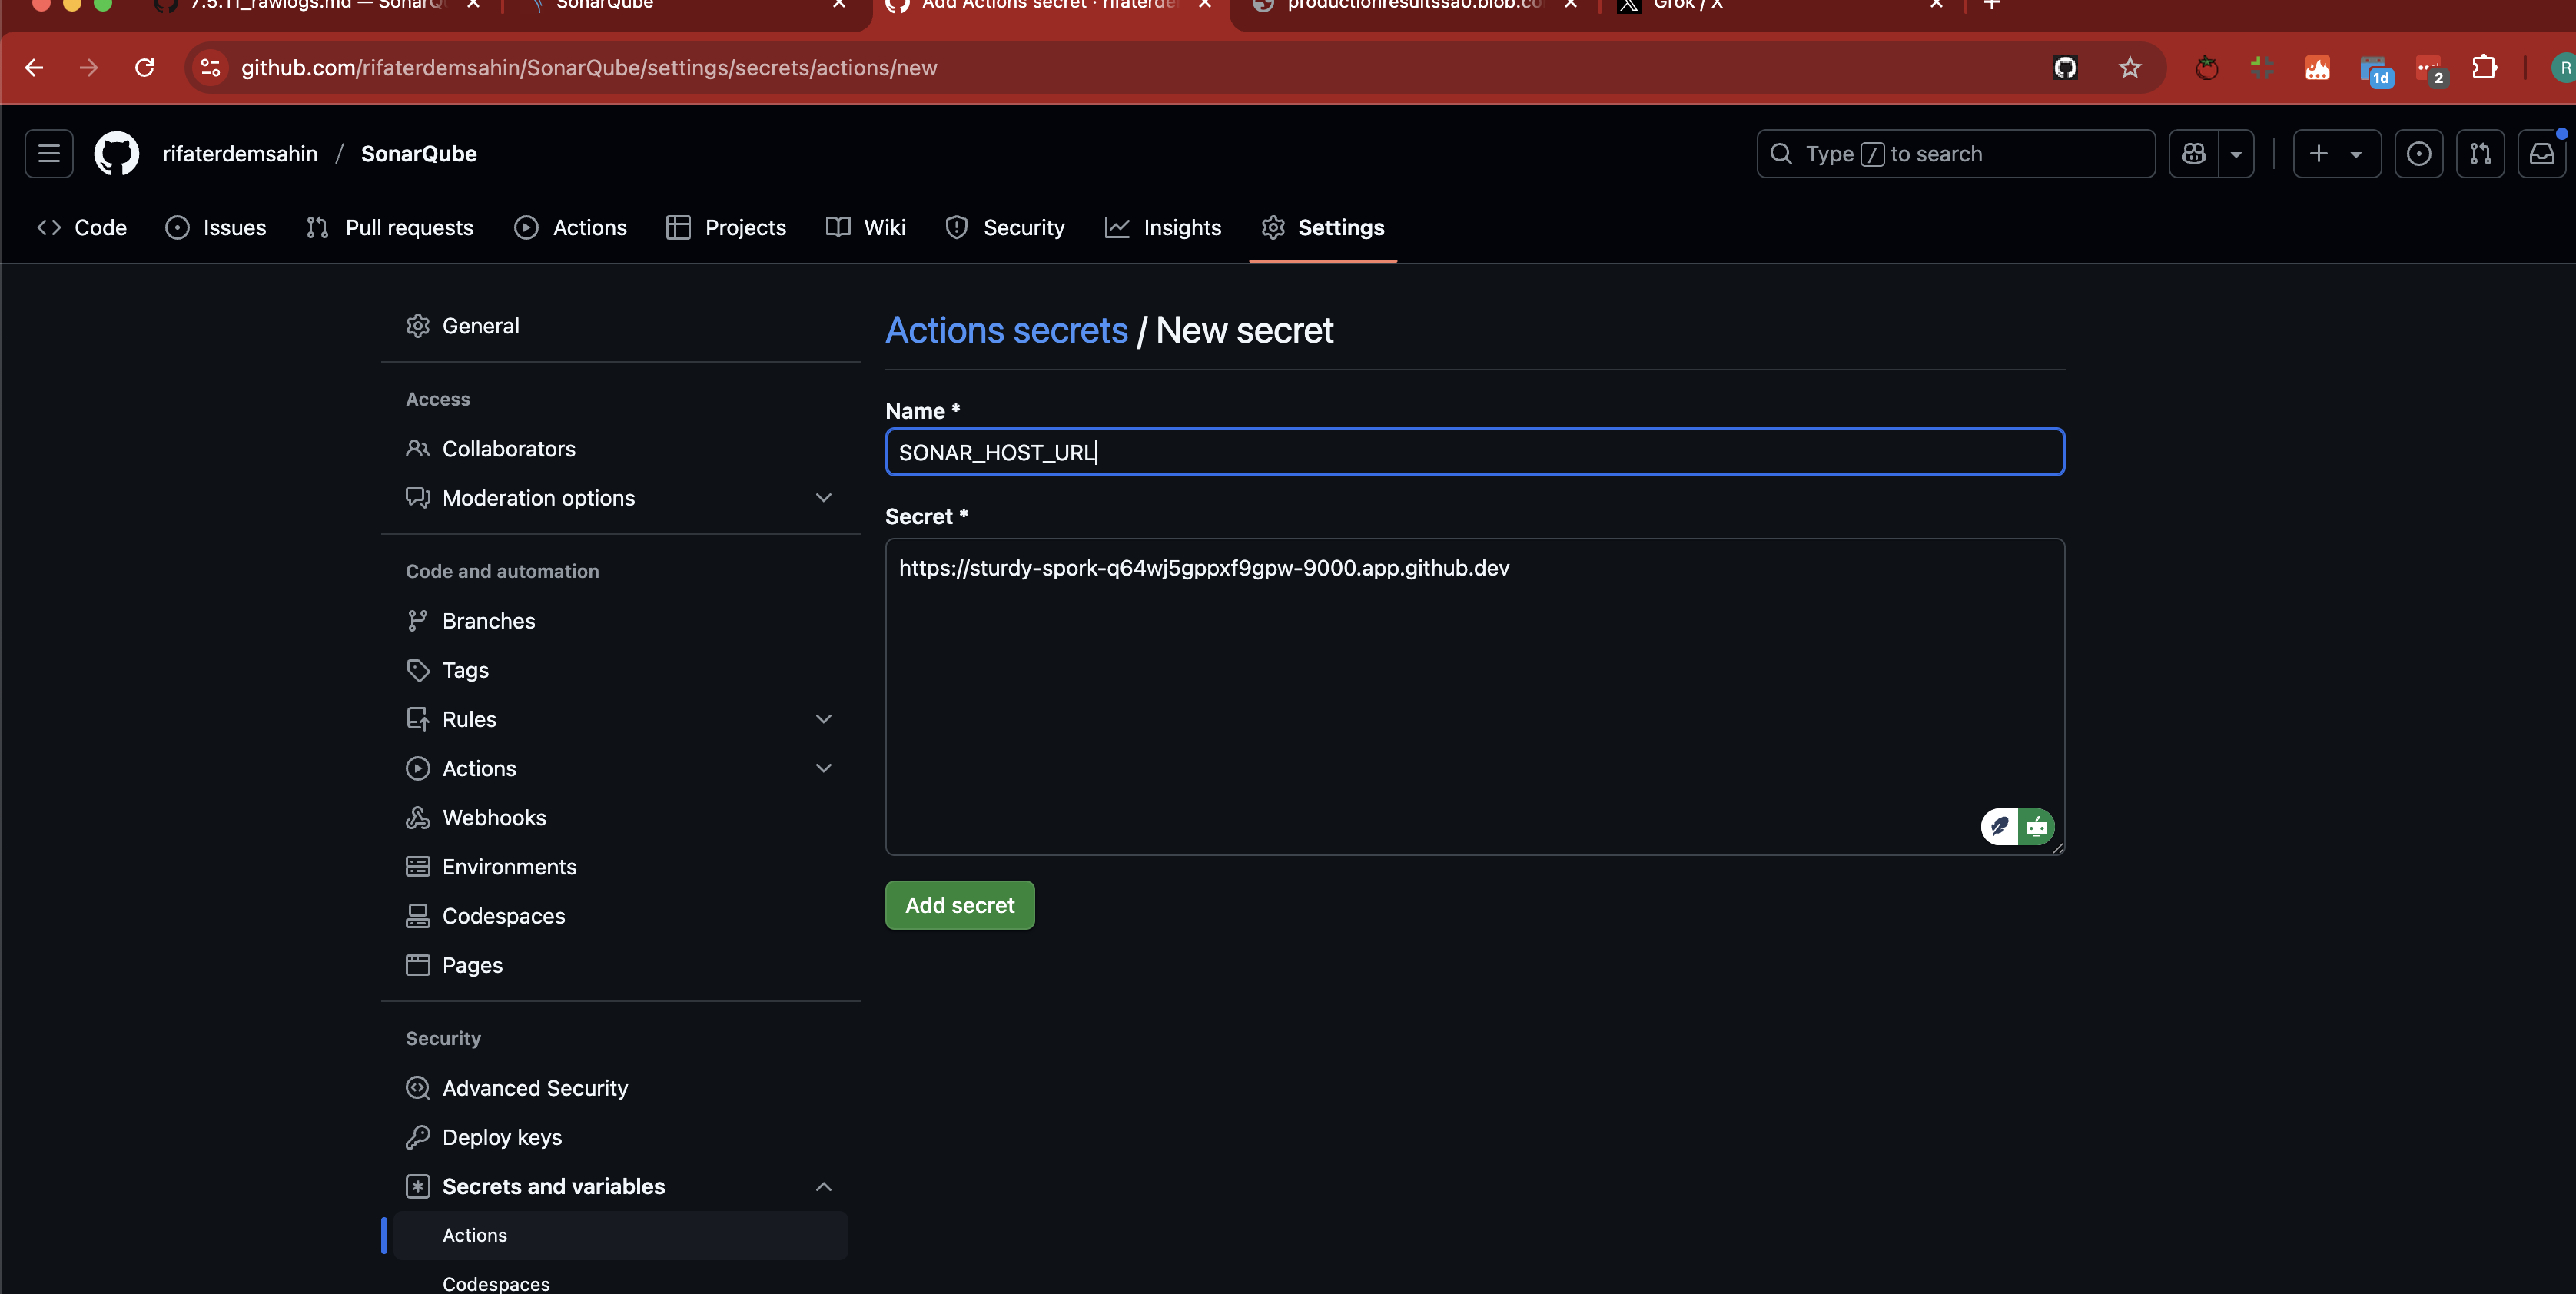 7.5.11_rawlogs.md — SonarQu
SonarQube
Add Actions secret · rifaterde
productionresultssa0.blob.co
Grok / X
github.com/rifaterdemsahin/SonarQube/settings/secrets/actions/new
1d
2
R
rifaterdemsahin / SonarQube
Type / to search
Code
Issues
Pull requests
Actions
Projects
Wiki
Security
Insights
Settings
General
Access
Collaborators
Moderation options
Code and automation
Branches
Tags
Rules
Actions
Webhooks
Environments
Codespaces
Pages
Security
Advanced Security
Deploy keys
Secrets and variables
Actions
Codespaces
Actions secrets / New secret
Name *
SONAR_HOST_URL
Secret *
https://sturdy-spork-q64wj5gppxf9gpw-9000.app.github.dev
Add secret